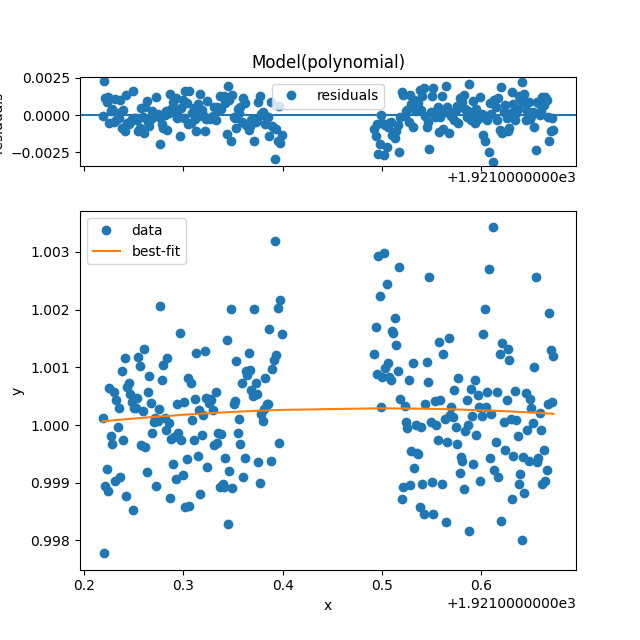 Model(polynomial)
0.0025
0.0000
−0.0025
residuals
+1.9210000000e3
1.003
1.002
1.001
1.000
0.999
0.998
y
data
best-fit
0.2 0.3 0.4 0.5 0.6
x
+1.9210000000e3